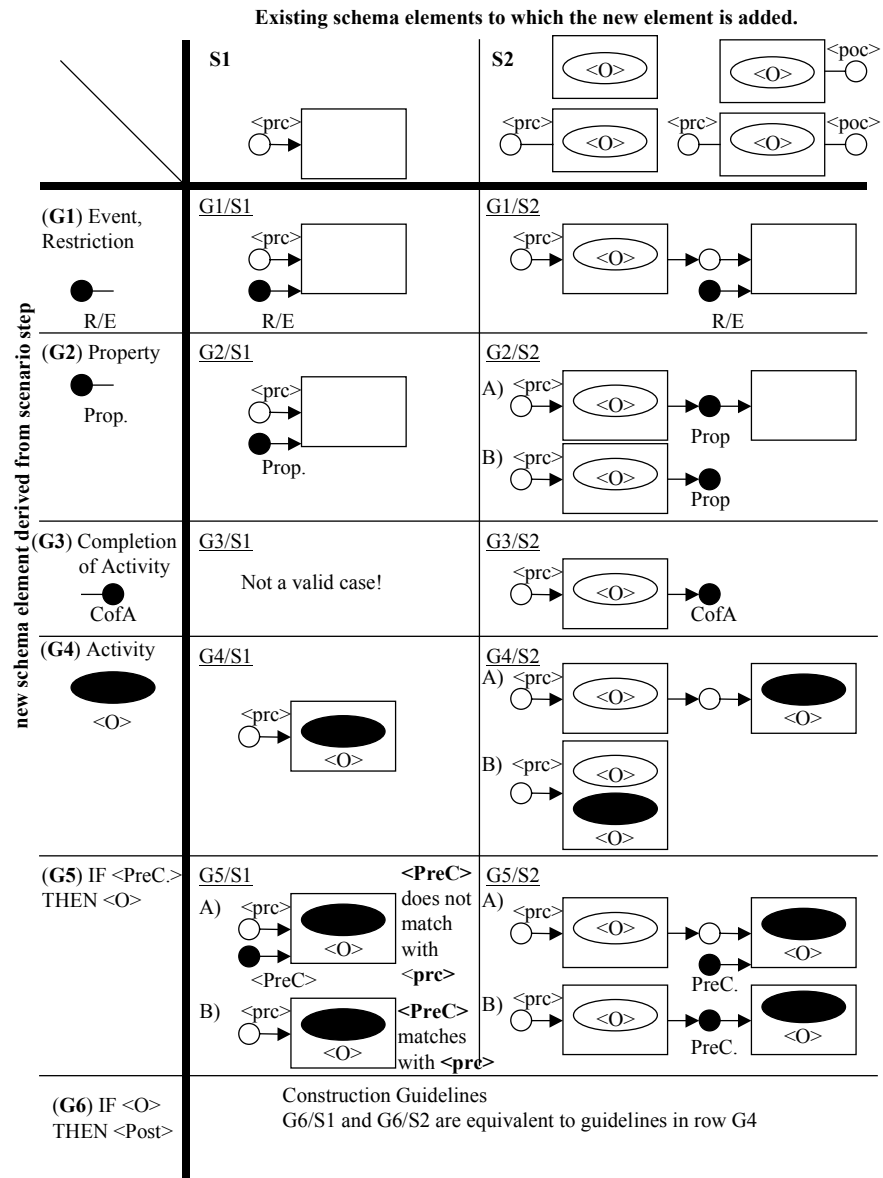 Existing schema elements to which the new element is added.
S1
<prc>
S2
<O>
<O>
<poc>
<prc>
<O>
<prc>
<O>
<poc>
new schema element derived from scenario step
(G1) Event,
Restriction
R/E
G1/S1
<prc>
R/E
G1/S2
<prc>
<O>
R/E
(G2) Property
Prop.
G2/S1
<prc>
Prop.
G2/S2
A) <prc>
<O>
Prop
B) <prc>
<O>
Prop
(G3) Completion
of Activity
CofA
G3/S1
Not a valid case!
G3/S2
<prc>
<O>
CofA
(G4) Activity
<O>
G4/S1
<prc>
<O>
G4/S2
A) <prc>
<O>
<O>
B) <prc>
<O>
<O>
(G5) IF <PreC.>
THEN <O>
G5/S1
A) <prc>
<O>
<PreC>
<PreC>
does not
match
with
<prc>
B) <prc>
<O>
<PreC>
matches
with <prc>
G5/S2
A) <prc>
<O>
PreC.
<O>
B) <prc>
<O>
PreC.
<O>
(G6) IF <O>
THEN <Post>
Construction Guidelines
G6/S1 and G6/S2 are equivalent to guidelines in row G4